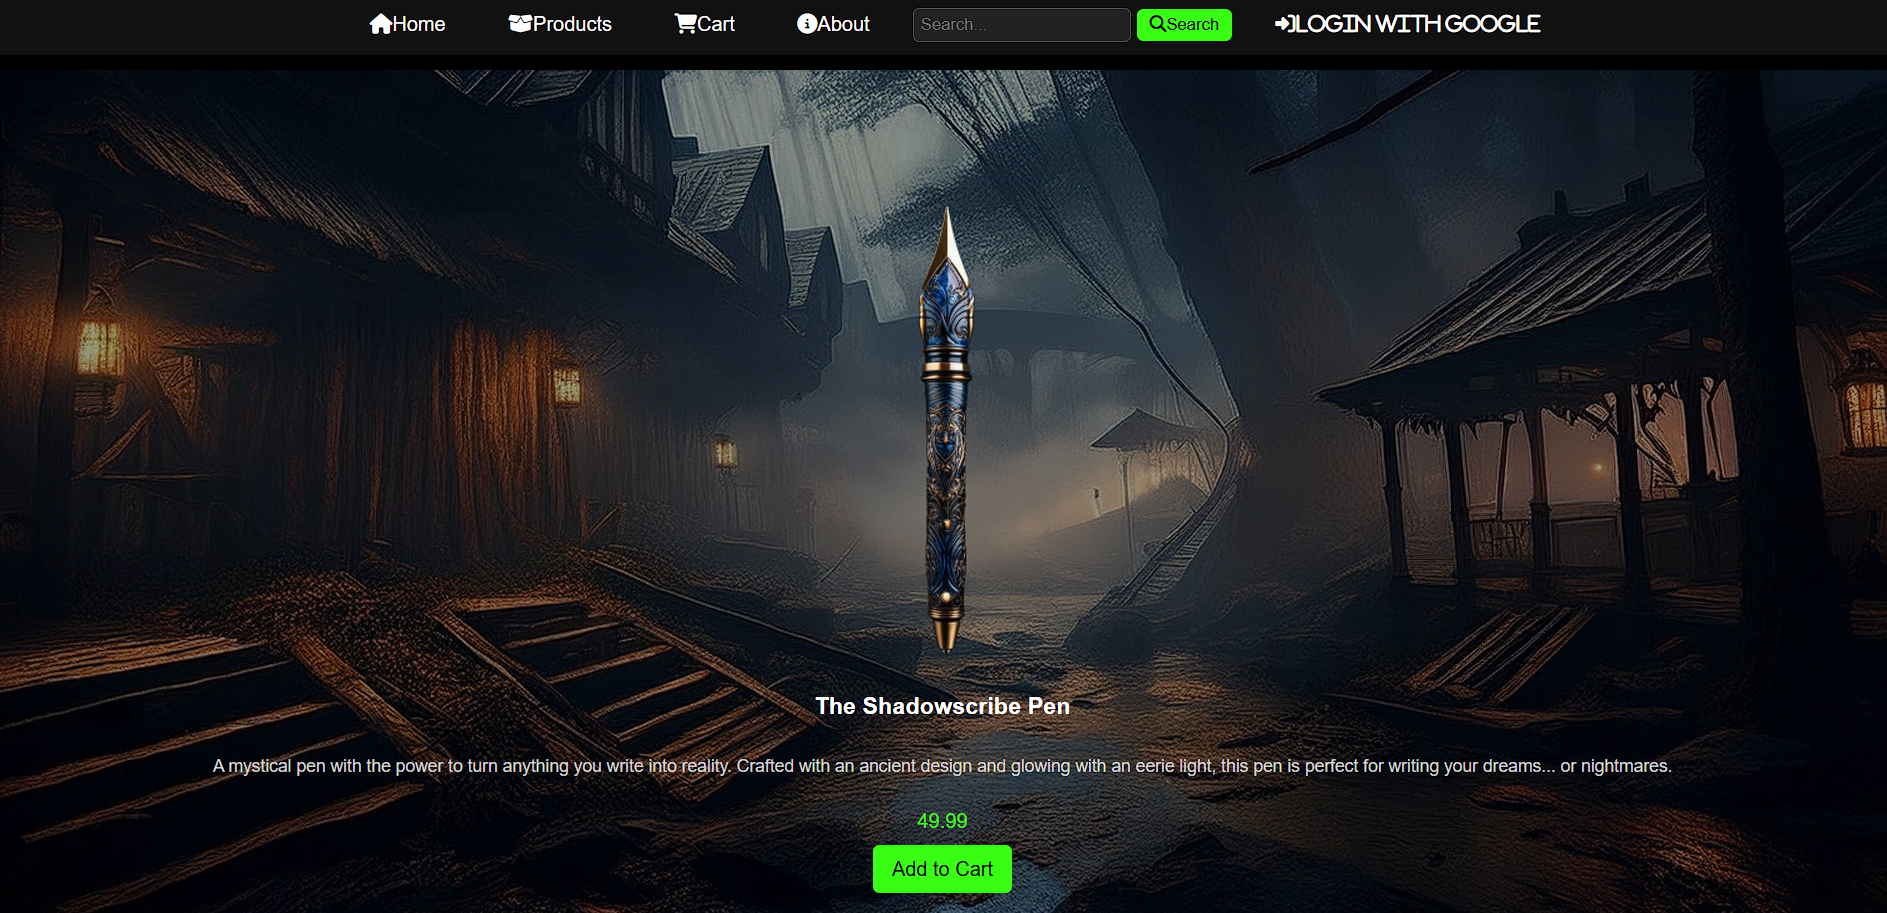 Home Products Cart About Search... Search LOGIN WITH GOOGLE
The Shadowscribe Pen
A mystical pen with the power to turn anything you write into reality. Crafted with an ancient design and glowing with an eerie light, this pen is perfect for writing your dreams... or nightmares.
49.99
Add to Cart